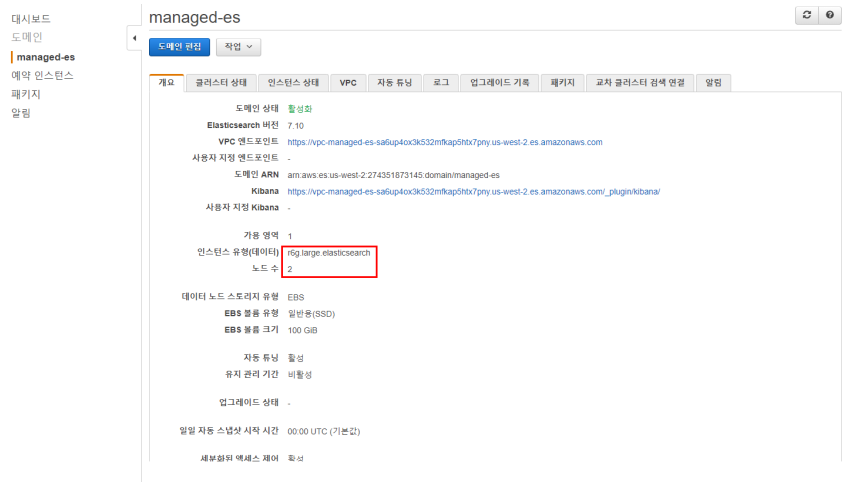 대시보드
도메인
managed-es
예약 인스턴스
패키지
알림
managed-es
도메인 편집 작업
개요 클러스터 상태 인스턴스 상태 VPC 자동 튜닝 로그 업그레이드 기록 패키지 교차 클러스터 검색 연결 알림
도메인 상태 활성화
Elasticsearch 버전 7.10
VPC 엔드포인트 https://vpc-managed-es-sa6up4ox3k532mfkap5htx7pny.us-west-2.es.amazonaws.com
사용자 지정 엔드포인트 -
도메인 ARN arn:aws:es:us-west-2:274351873145:domain/managed-es
Kibana https://vpc-managed-es-sa6up4ox3k532mfkap5htx7pny.us-west-2.es.amazonaws.com/_plugin/kibana/
사용자 지정 Kibana -
가용 영역 1
인스턴스 유형(데이터) r6g.large.elasticsearch
노드 수 2
데이터 노드 스토리지 유형 EBS
EBS 볼륨 유형 일반용(SSD)
EBS 볼륨 크기 100 GiB
자동 튜닝 활성
유지 관리 기간 비활성
업그레이드 상태 -
일일 자동 스냅샷 시작 시간 00:00 UTC (기본값)
세분화된 액세스 제어 활성